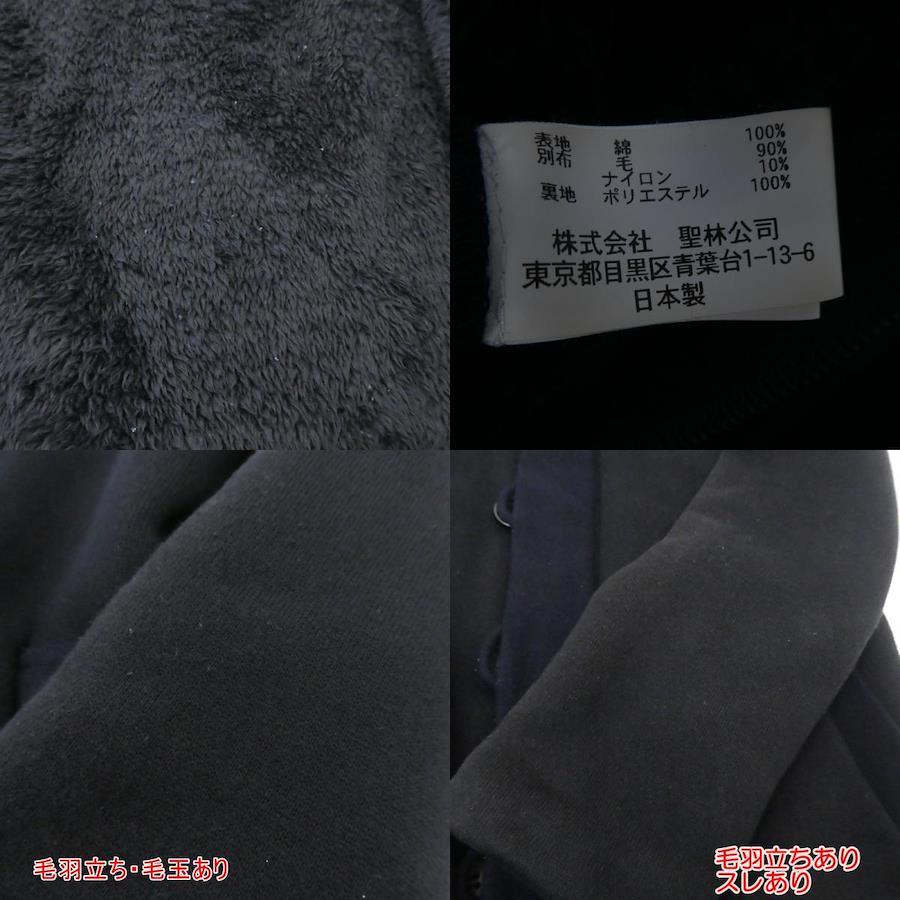 表地 綿 100%
別布 毛 90%
ナイロン 10%
裏地 ポリエステル 100%
株式会社 聖林公司
東京都目黒区青葉台1-13-6
日本製
毛羽立ち・毛玉あり
毛羽立ちあり
スレあり